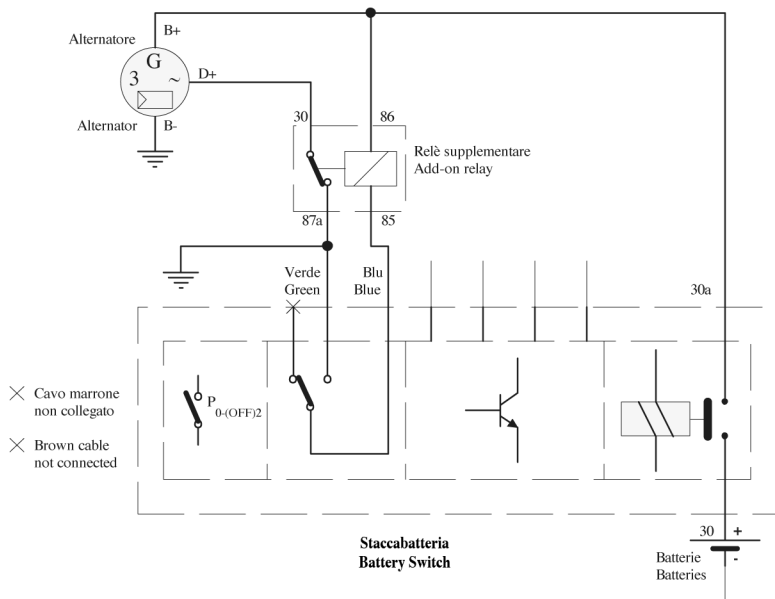 B+
Alternatore
G
3 ~
D+
Alternator
B-
30
86
Relè supplementare
Add-on relay
87a
85
Verde
Green
Blu
Blue
30a
Cavo marrone
non collegato
P0-(OFF)2
Brown cable
not connected
Staccabatteria
Battery Switch
30
+
-
Batterie
Batteries